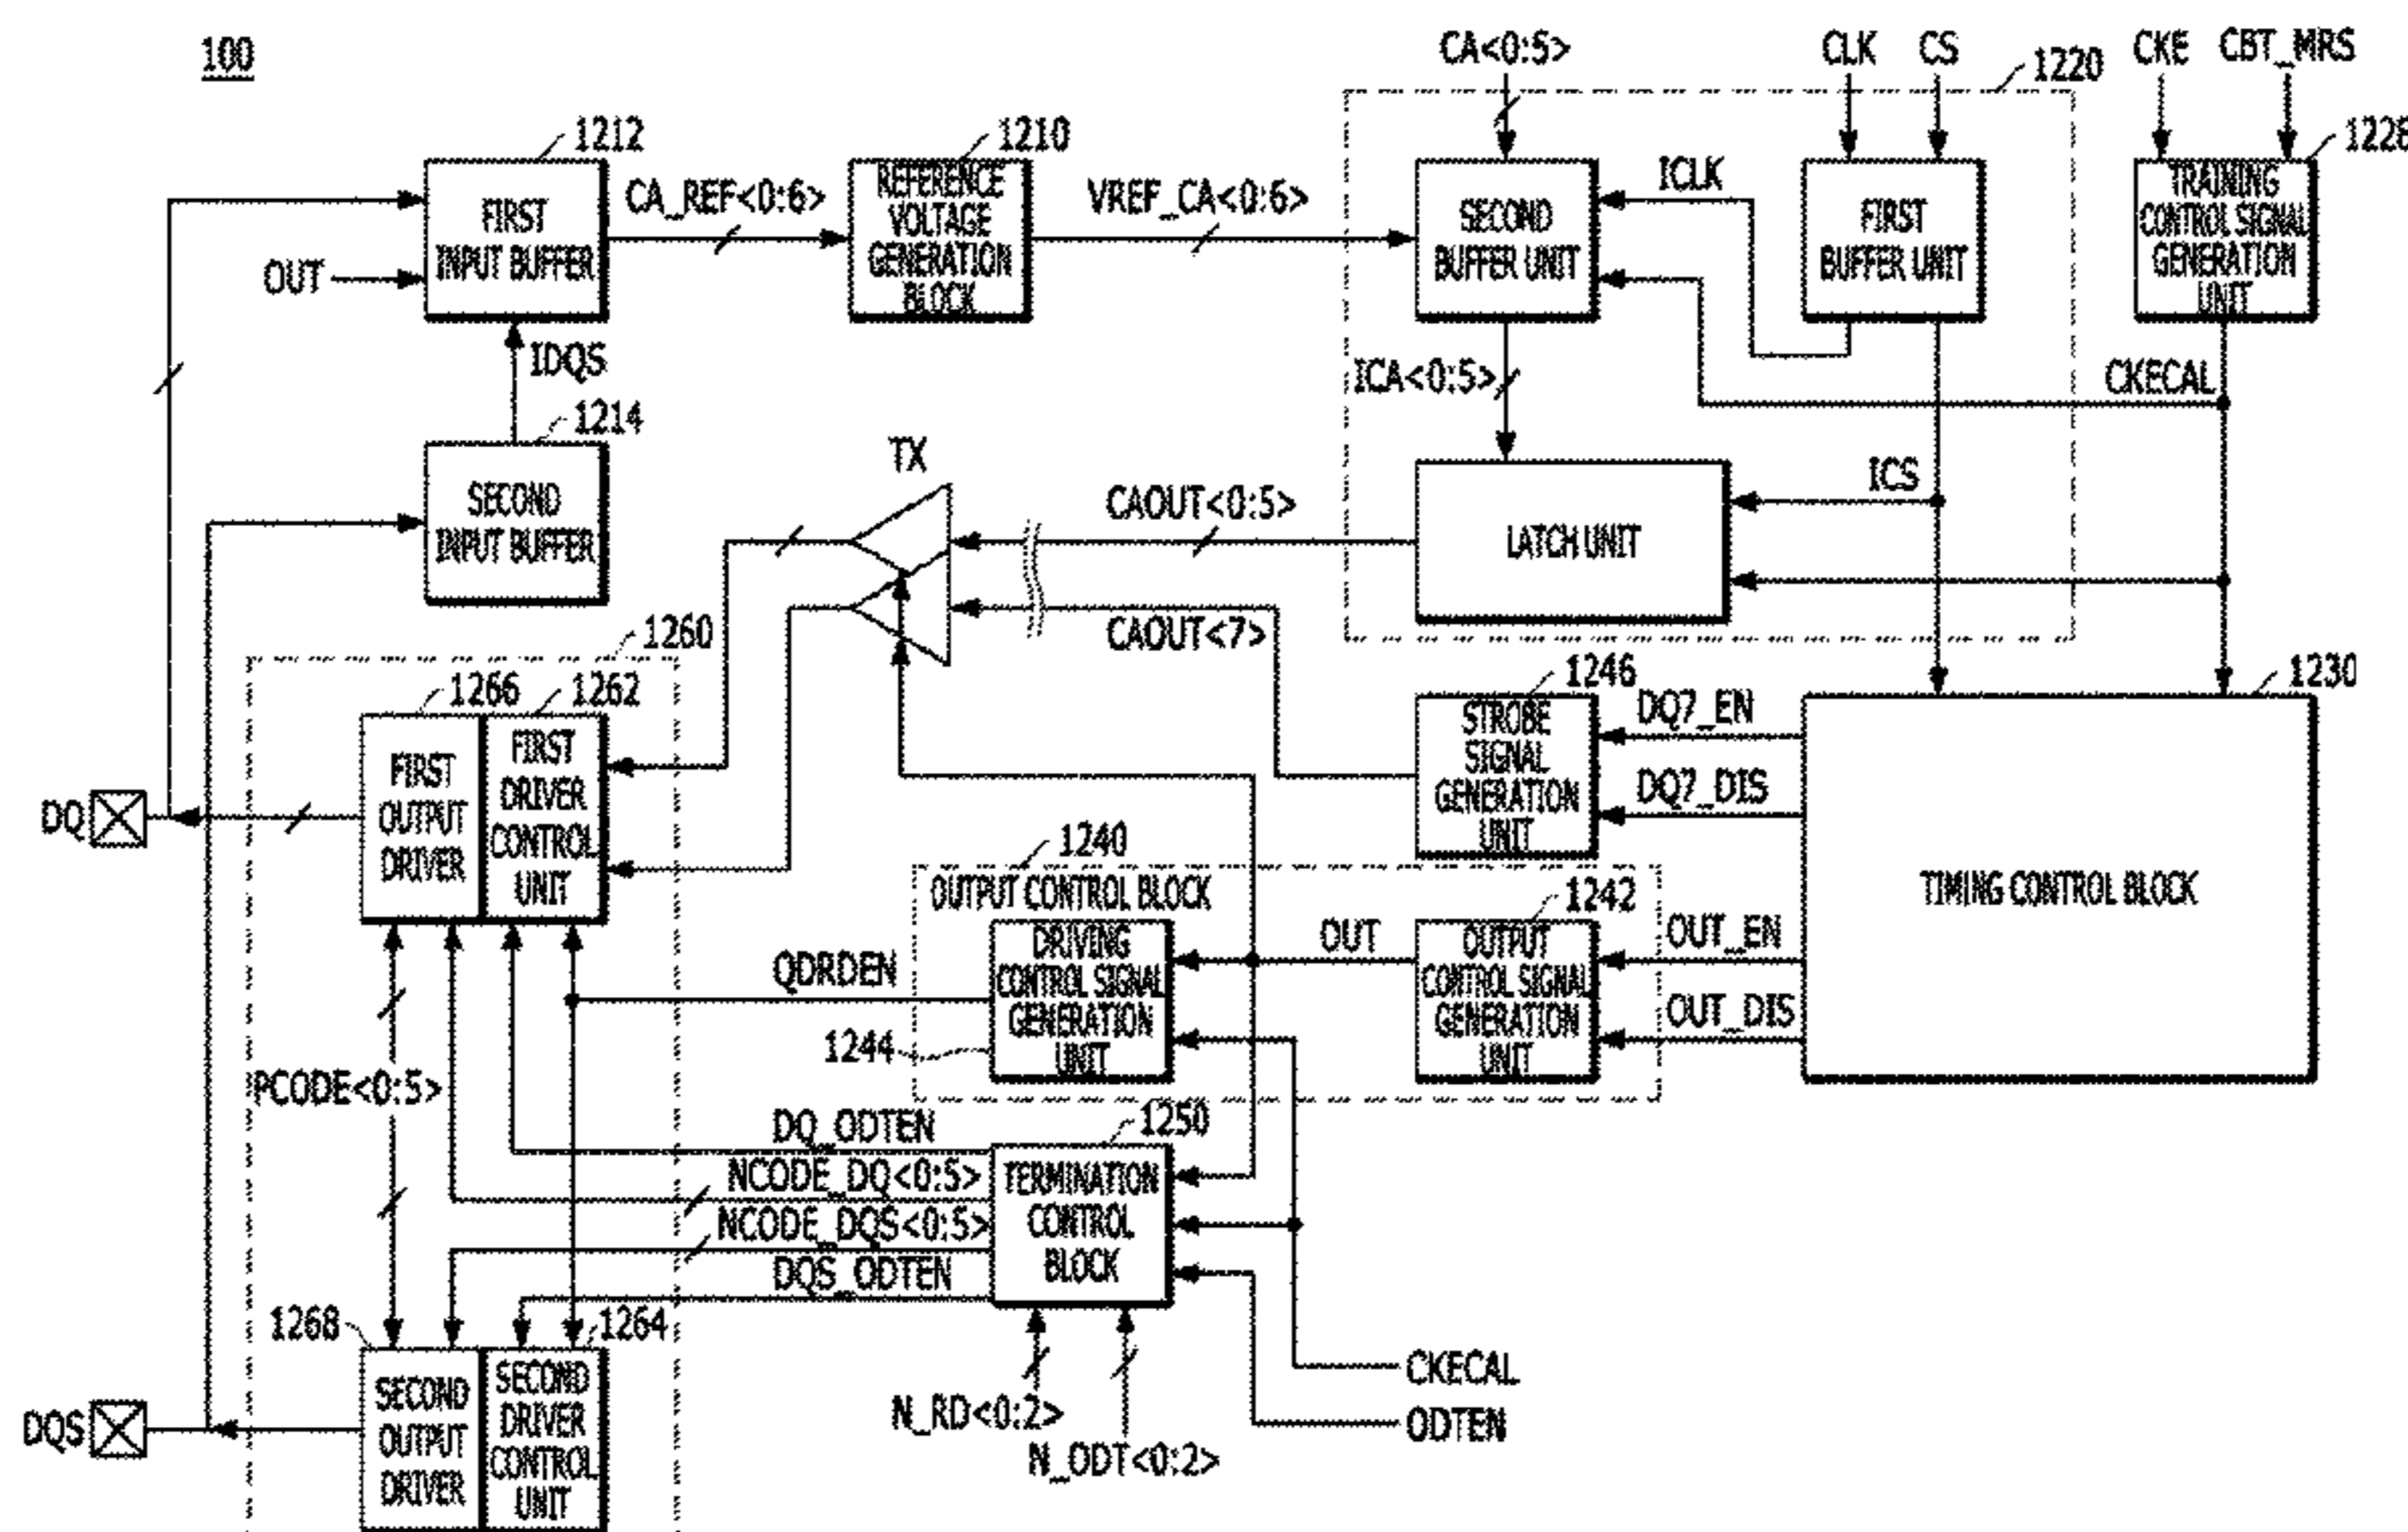 100
CA<0:5>
CLK
CS
CKE
CBT_MRS
1220
1212
1210
1228
FIRST
INPUT BUFFER
CA_REF<0:6>
REFERENCE
VOLTAGE
GENERATION
BLOCK
VREF_CA<0:6>
SECOND
BUFFER UNIT
ICLK
FIRST
BUFFER UNIT
TRAINING
CONTROL SIGNAL
GENERATION
UNIT
OUT
IDQS
ICA<0:5>
CKECAL
1214
SECOND
INPUT BUFFER
TX
CAOUT<0:5>
LATCH UNIT
ICS
CAOUT<7>
1260
1266
1262
FIRST
OUTPUT
DRIVER
FIRST
DRIVER
CONTROL
UNIT
DQ
1246
STROBE
SIGNAL
GENERATION
UNIT
DQ7_EN
DQ7_DIS
1230
TIMING CONTROL BLOCK
1240
OUTPUT CONTROL BLOCK
1242
DRIVING
CONTROL SIGNAL
GENERATION
UNIT
OUT
OUTPUT
CONTROL SIGNAL
GENERATION
UNIT
OUT_EN
OUT_DIS
QDRDEN
1244
PCODE<0:5>
DQ_ODTEN
NCODE_DQ<0:5>
NCODE_DQS<0:5>
DQS_ODTEN
1250
TERMINATION
CONTROL
BLOCK
1268
1264
SECOND
OUTPUT
DRIVER
SECOND
DRIVER
CONTROL
UNIT
DQS
N_RD<0:2>
N_ODT<0:2>
CKECAL
ODTEN